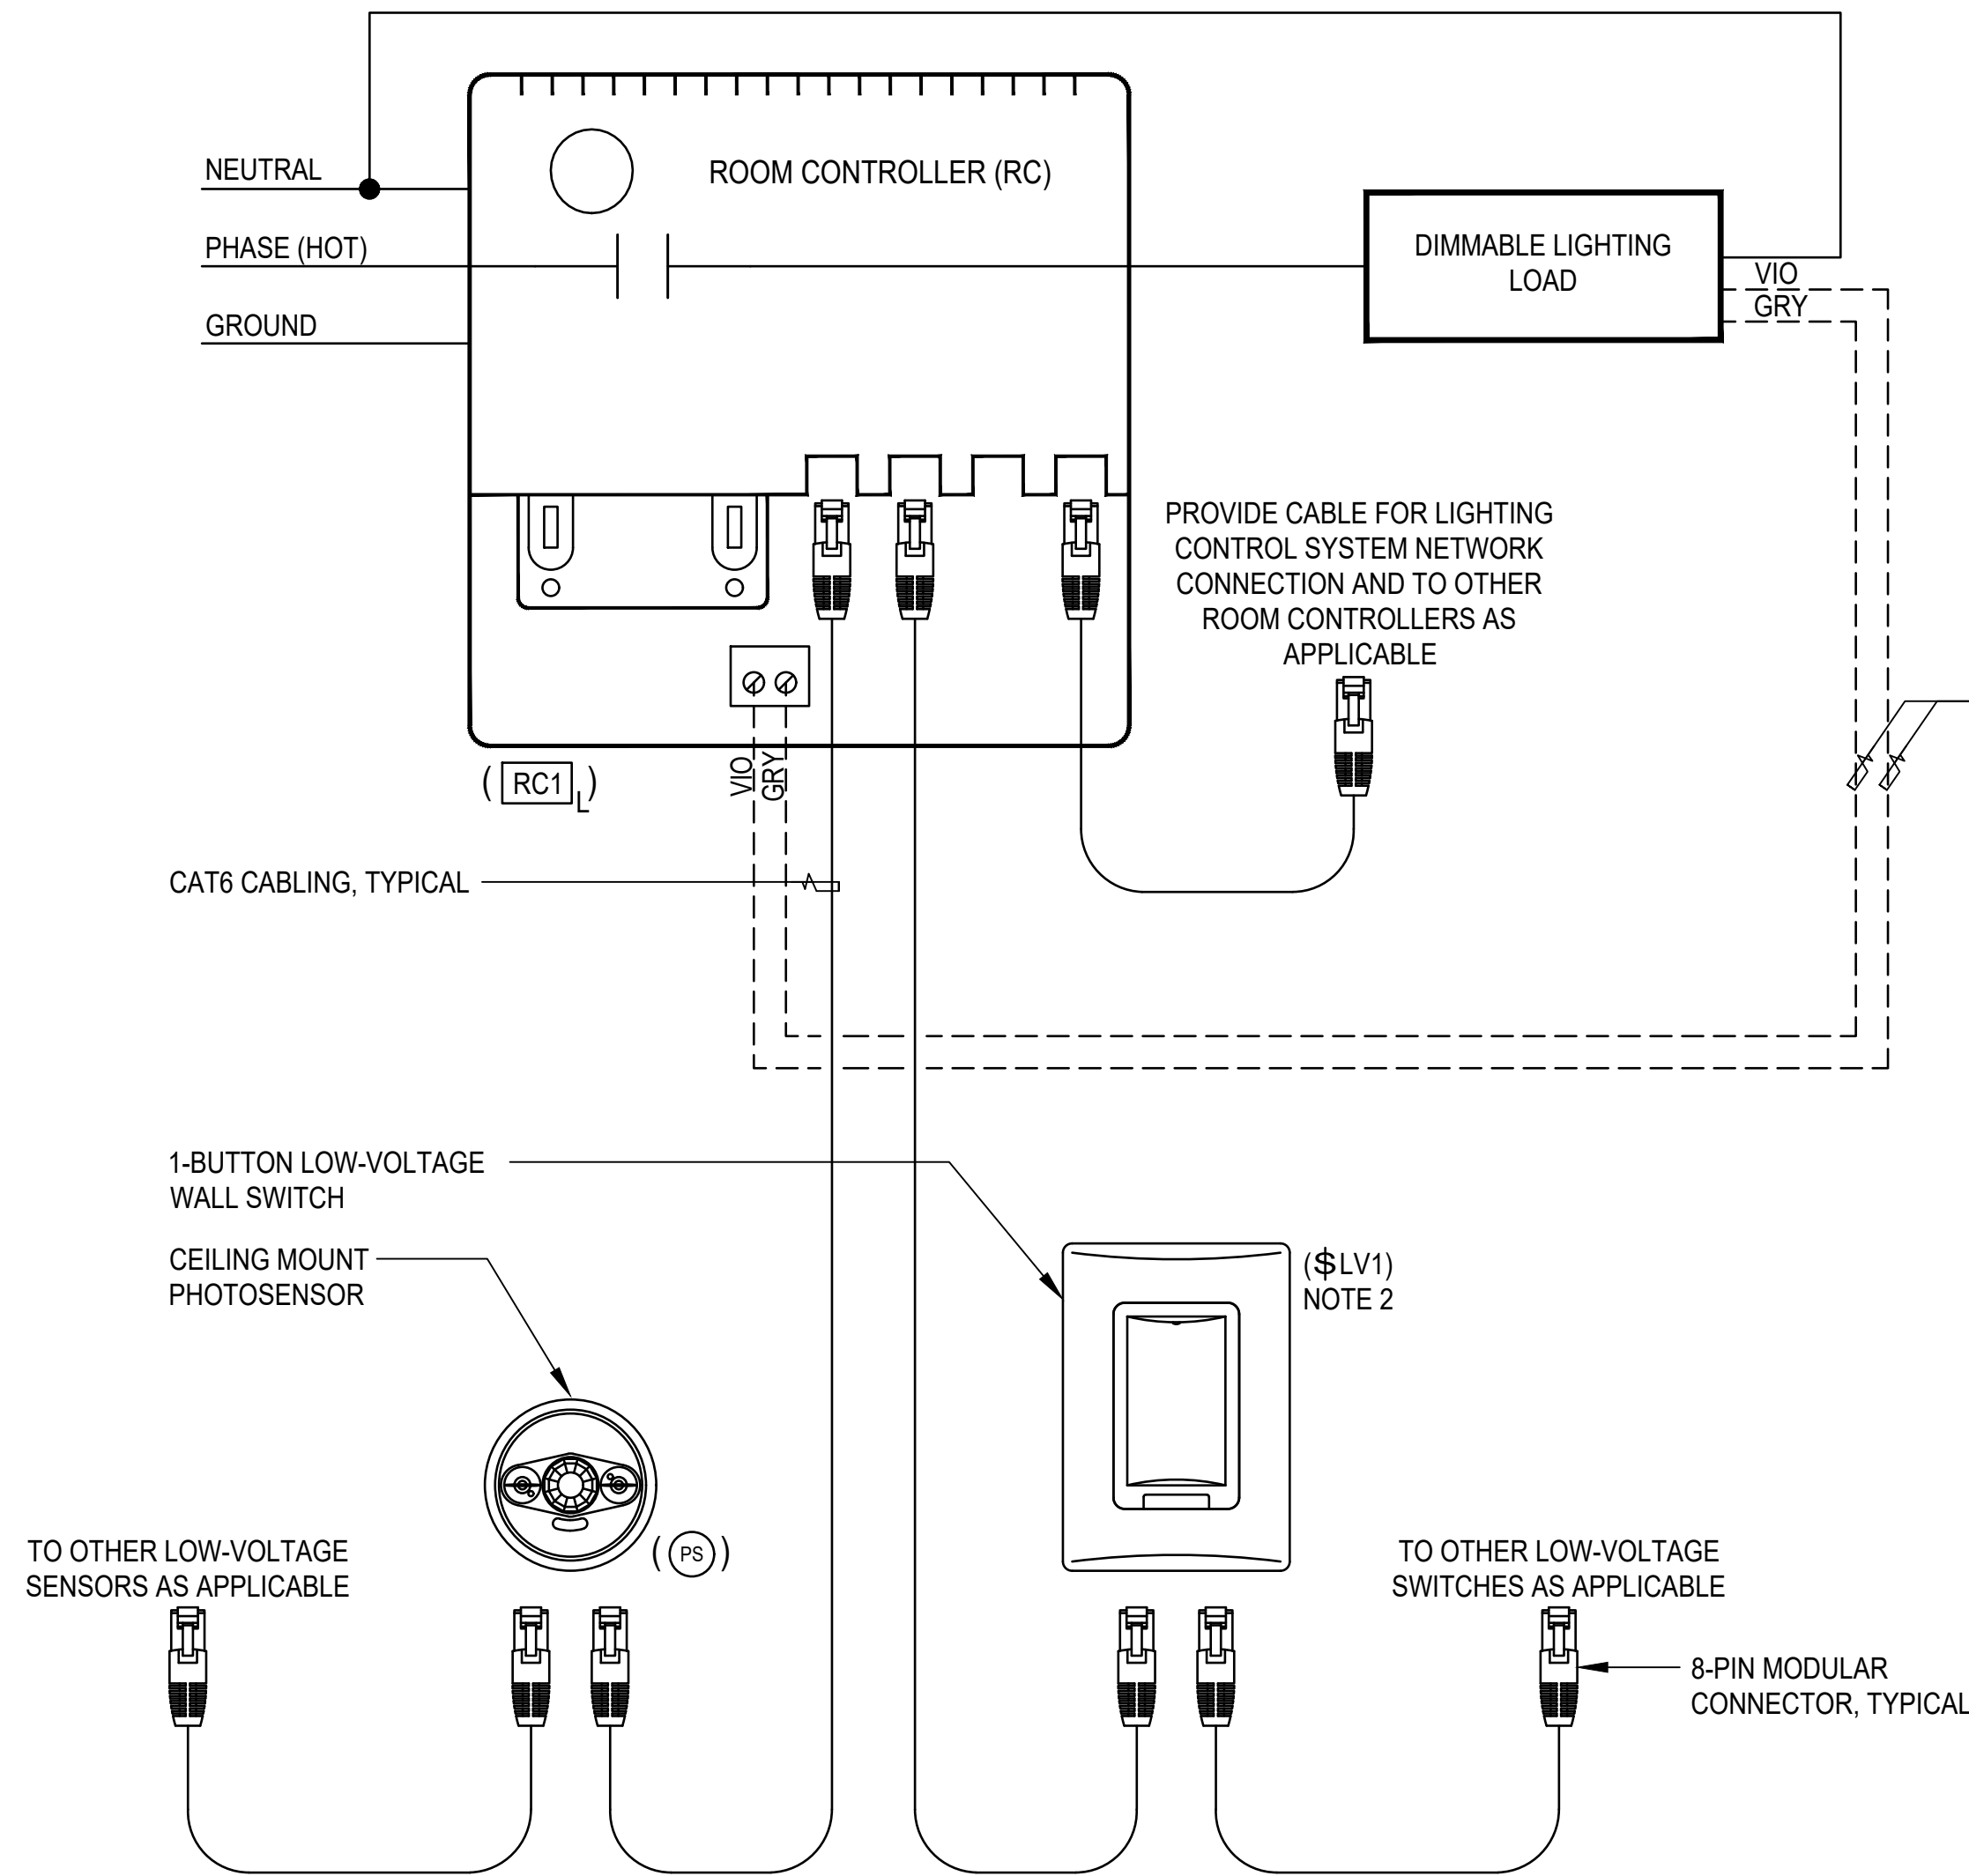 NEUTRAL
ROOM CONTROLLER (RC)
PHASE (HOT)
GROUND
DIMMABLE LIGHTING
LOAD
VIO
GRY
PROVIDE CABLE FOR LIGHTING
CONTROL SYSTEM NETWORK
CONNECTION AND TO OTHER
ROOM CONTROLLERS AS
APPLICABLE
(RC1 L)
VIO
GRY
CAT6 CABLING, TYPICAL
1-BUTTON LOW-VOLTAGE
WALL SWITCH
CEILING MOUNT
PHOTOSENSOR
($LV1)
NOTE 2
(PS)
TO OTHER LOW-VOLTAGE
SENSORS AS APPLICABLE
TO OTHER LOW-VOLTAGE
SWITCHES AS APPLICABLE
8-PIN MODULAR
CONNECTOR, TYPICAL